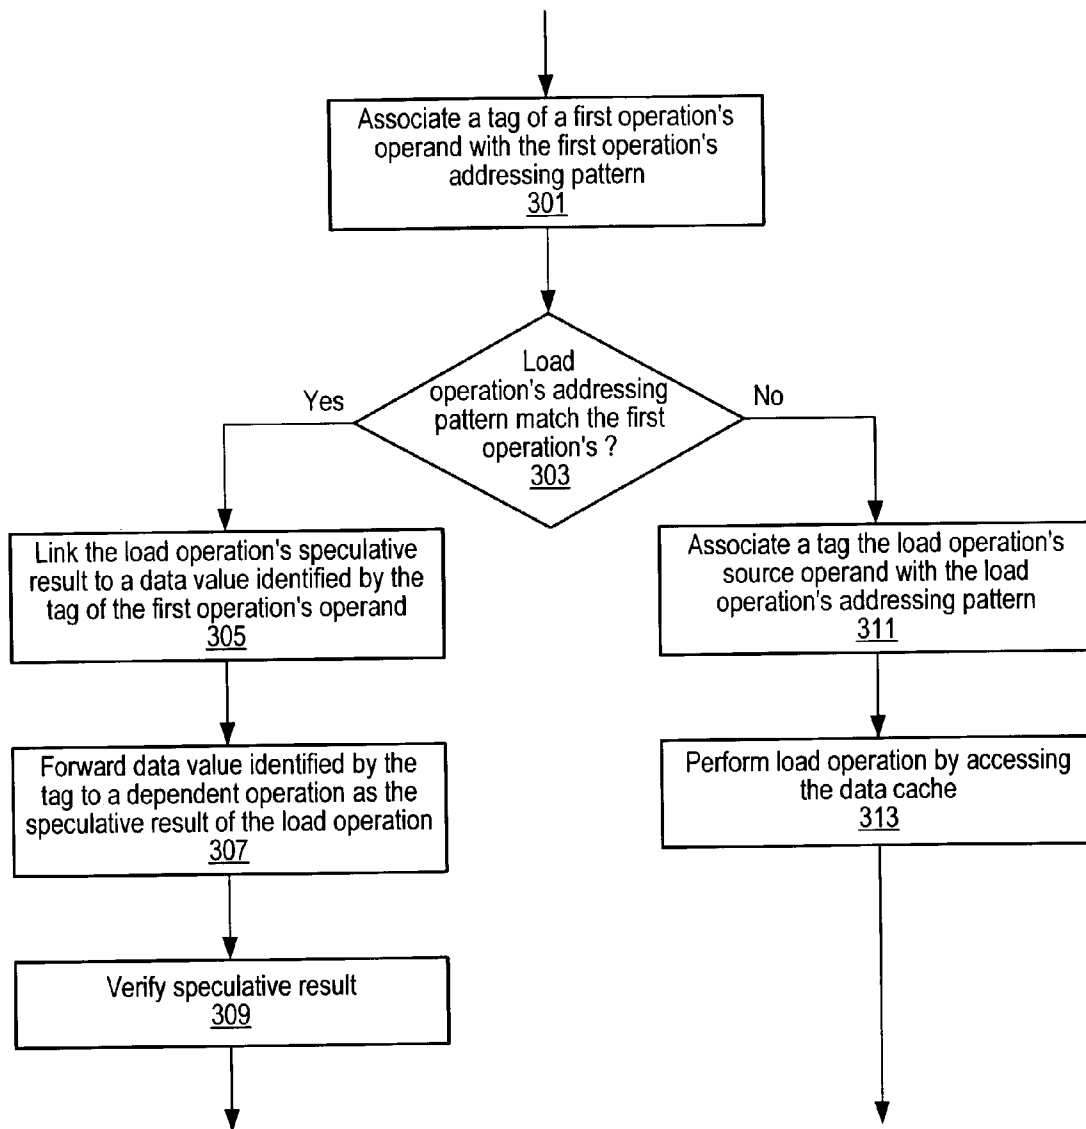 Associate a tag of a first operation's
operand with the first operation's
addressing pattern
301
Load
operation's addressing
pattern match the first
operation's ?
303
Yes
No
Link the load operation's speculative
result to a data value identified by the
tag of the first operation's operand
305
Associate a tag the load operation's
source operand with the load
operation's addressing pattern
311
Forward data value identified by the
tag to a dependent operation as the
speculative result of the load operation
307
Perform load operation by accessing
the data cache
313
Verify speculative result
309